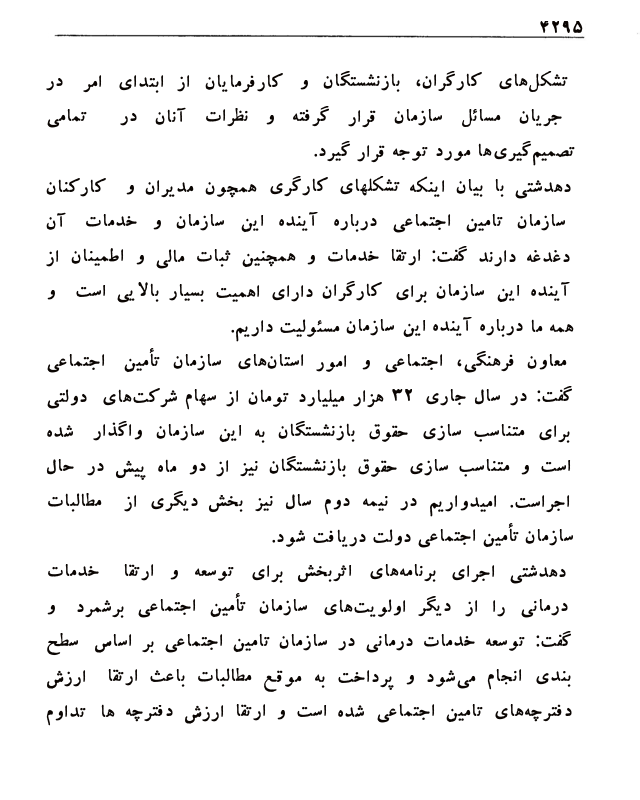 ۴۲۹۵
تشکل‌های کارگران، بازنشستگان و کارفرمایان از ابتدای امر در
جریان مسائل سازمان قرار گرفته و نظرات آنان در تمامی
تصمیم‌گیری‌ها مورد توجه قرار گیرد.
دهدشتی با بیان اینکه تشکلهای کارگری همچون مدیران و کارکنان
سازمان تامین اجتماعی درباره آینده این سازمان و خدمات آن
دغدغه دارند گفت: ارتقا خدمات و همچنین ثبات مالی و اطمینان از
آینده این سازمان برای کارگران دارای اهمیت بسیار بالایی است و
همه ما درباره آینده این سازمان مسئولیت داریم.
معاون فرهنگی، اجتماعی و امور استان‌های سازمان تأمین اجتماعی
گفت: در سال جاری ۳۲ هزار میلیارد تومان از سهام شرکت‌های دولتی
برای متناسب سازی حقوق بازنشستگان به این سازمان واگذار شده
است و متناسب سازی حقوق بازنشستگان نیز از دو ماه پیش در حال
اجراست. امیدواریم در نیمه دوم سال نیز بخش دیگری از مطالبات
سازمان تأمین اجتماعی دولت دریافت شود.
دهدشتی اجرای برنامه‌های اثربخش برای توسعه و ارتقا خدمات
درمانی را از دیگر اولویت‌های سازمان تأمین اجتماعی برشمرد و
گفت: توسعه خدمات درمانی در سازمان تامین اجتماعی بر اساس سطح
بندی انجام می‌شود و پرداخت به موقع مطالبات باعث ارتقا ارزش
دفترچه‌های تامین اجتماعی شده است و ارتقا ارزش دفترچه ها تداوم